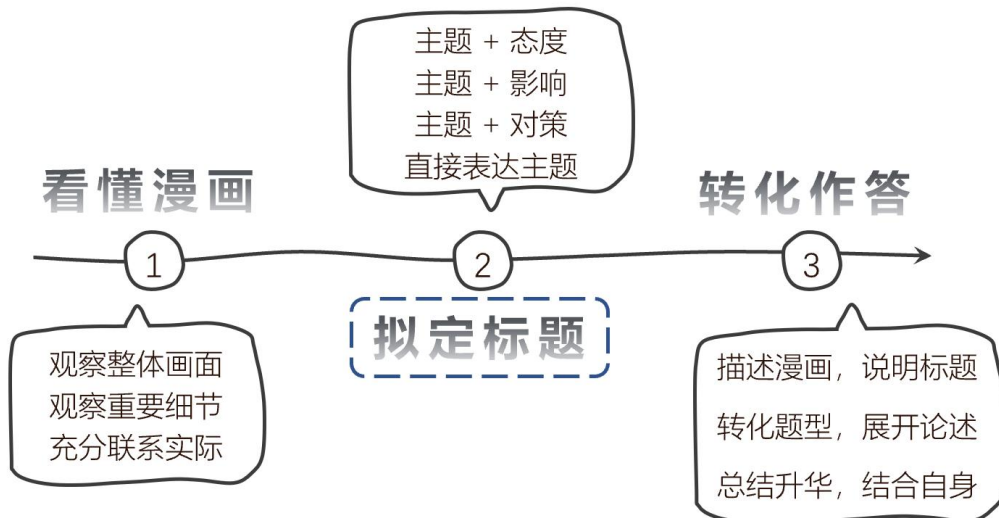 主题 + 态度
主题 + 影响
主题 + 对策
直接表达主题
看懂漫画
转化作答
1
2
3
拟定标题
观察整体画面
观察重要细节
充分联系实际
描述漫画，说明标题
转化题型，展开论述
总结升华，结合自身